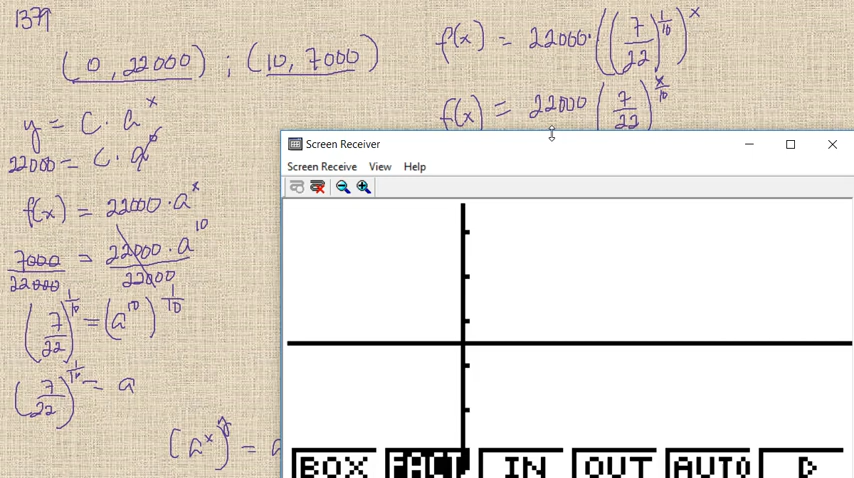 1379
(0, 22000) ; (10, 7000)
y = C · a^x
22000 = C · a^0
f(x) = 22000 · a^x
7000/22000 = 22000 · a^10/22000
(7/22)^1/10 = (a^10)^1/10
(7/22)^1/10 = a
f(x) = 22000 · ((7/22)^1/10)^x
f(x) = 22000 (7/22)^x/10
Screen Receiver
Screen Receive View Help
BOX FACT IN OUT AUTO